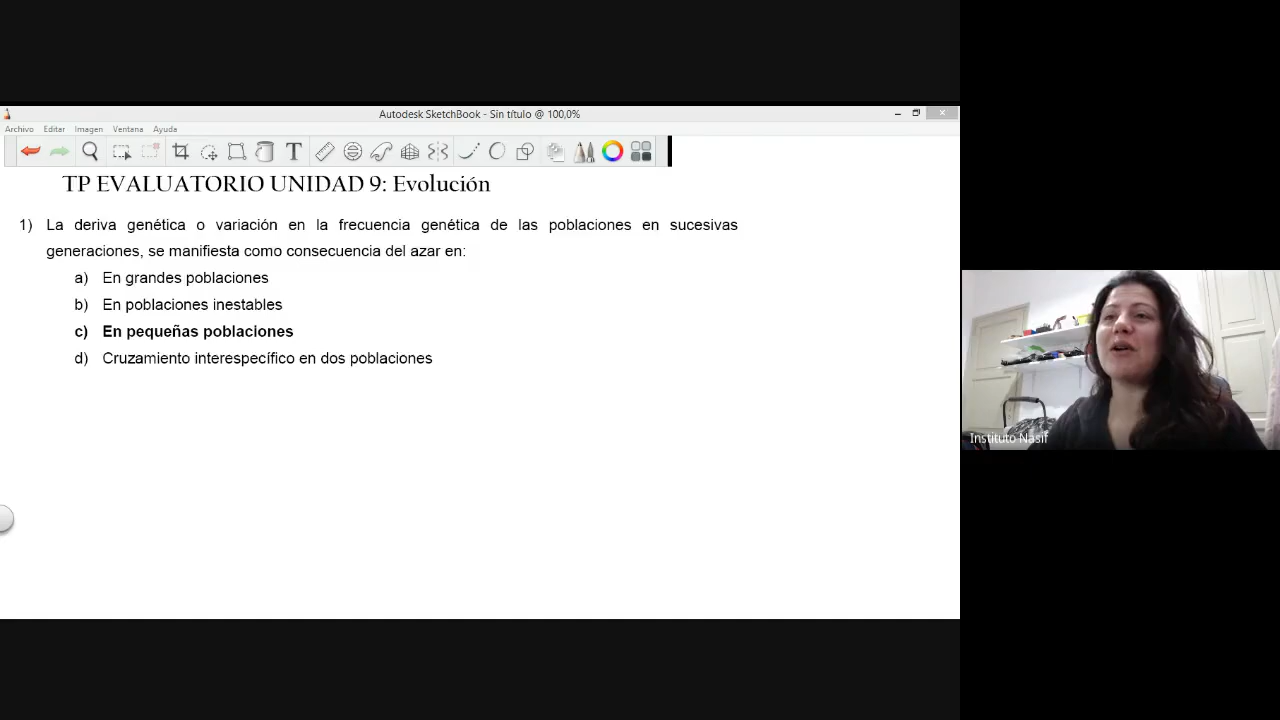 Autodesk SketchBook - Sin título @ 100,0%
Archivo Editar Imagen Ventana Ayuda
T
TP EVALUATORIO UNIDAD 9: Evolución
1) La deriva genética o variación en la frecuencia genética de las poblaciones en sucesivas
generaciones, se manifiesta como consecuencia del azar en:
a) En grandes poblaciones
b) En poblaciones inestables
c) En pequeñas poblaciones
d) Cruzamiento interespecífico en dos poblaciones
Instituto Nasif